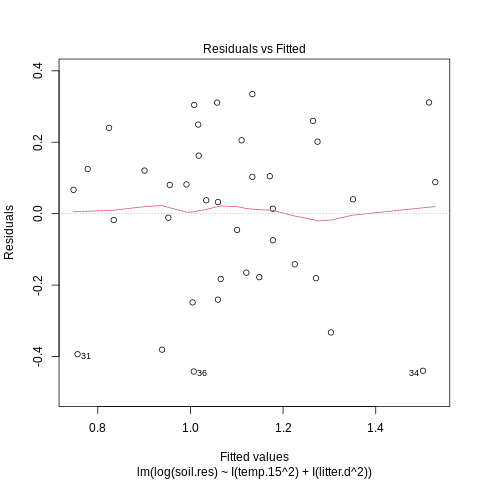 Residuals vs Fitted
Residuals
0.4
0.2
0.0
-0.2
-0.4
31
36
34
0.8 1.0 1.2 1.4
Fitted values
lm(log(soil.res) ~ I(temp.15^2) + I(litter.d^2))